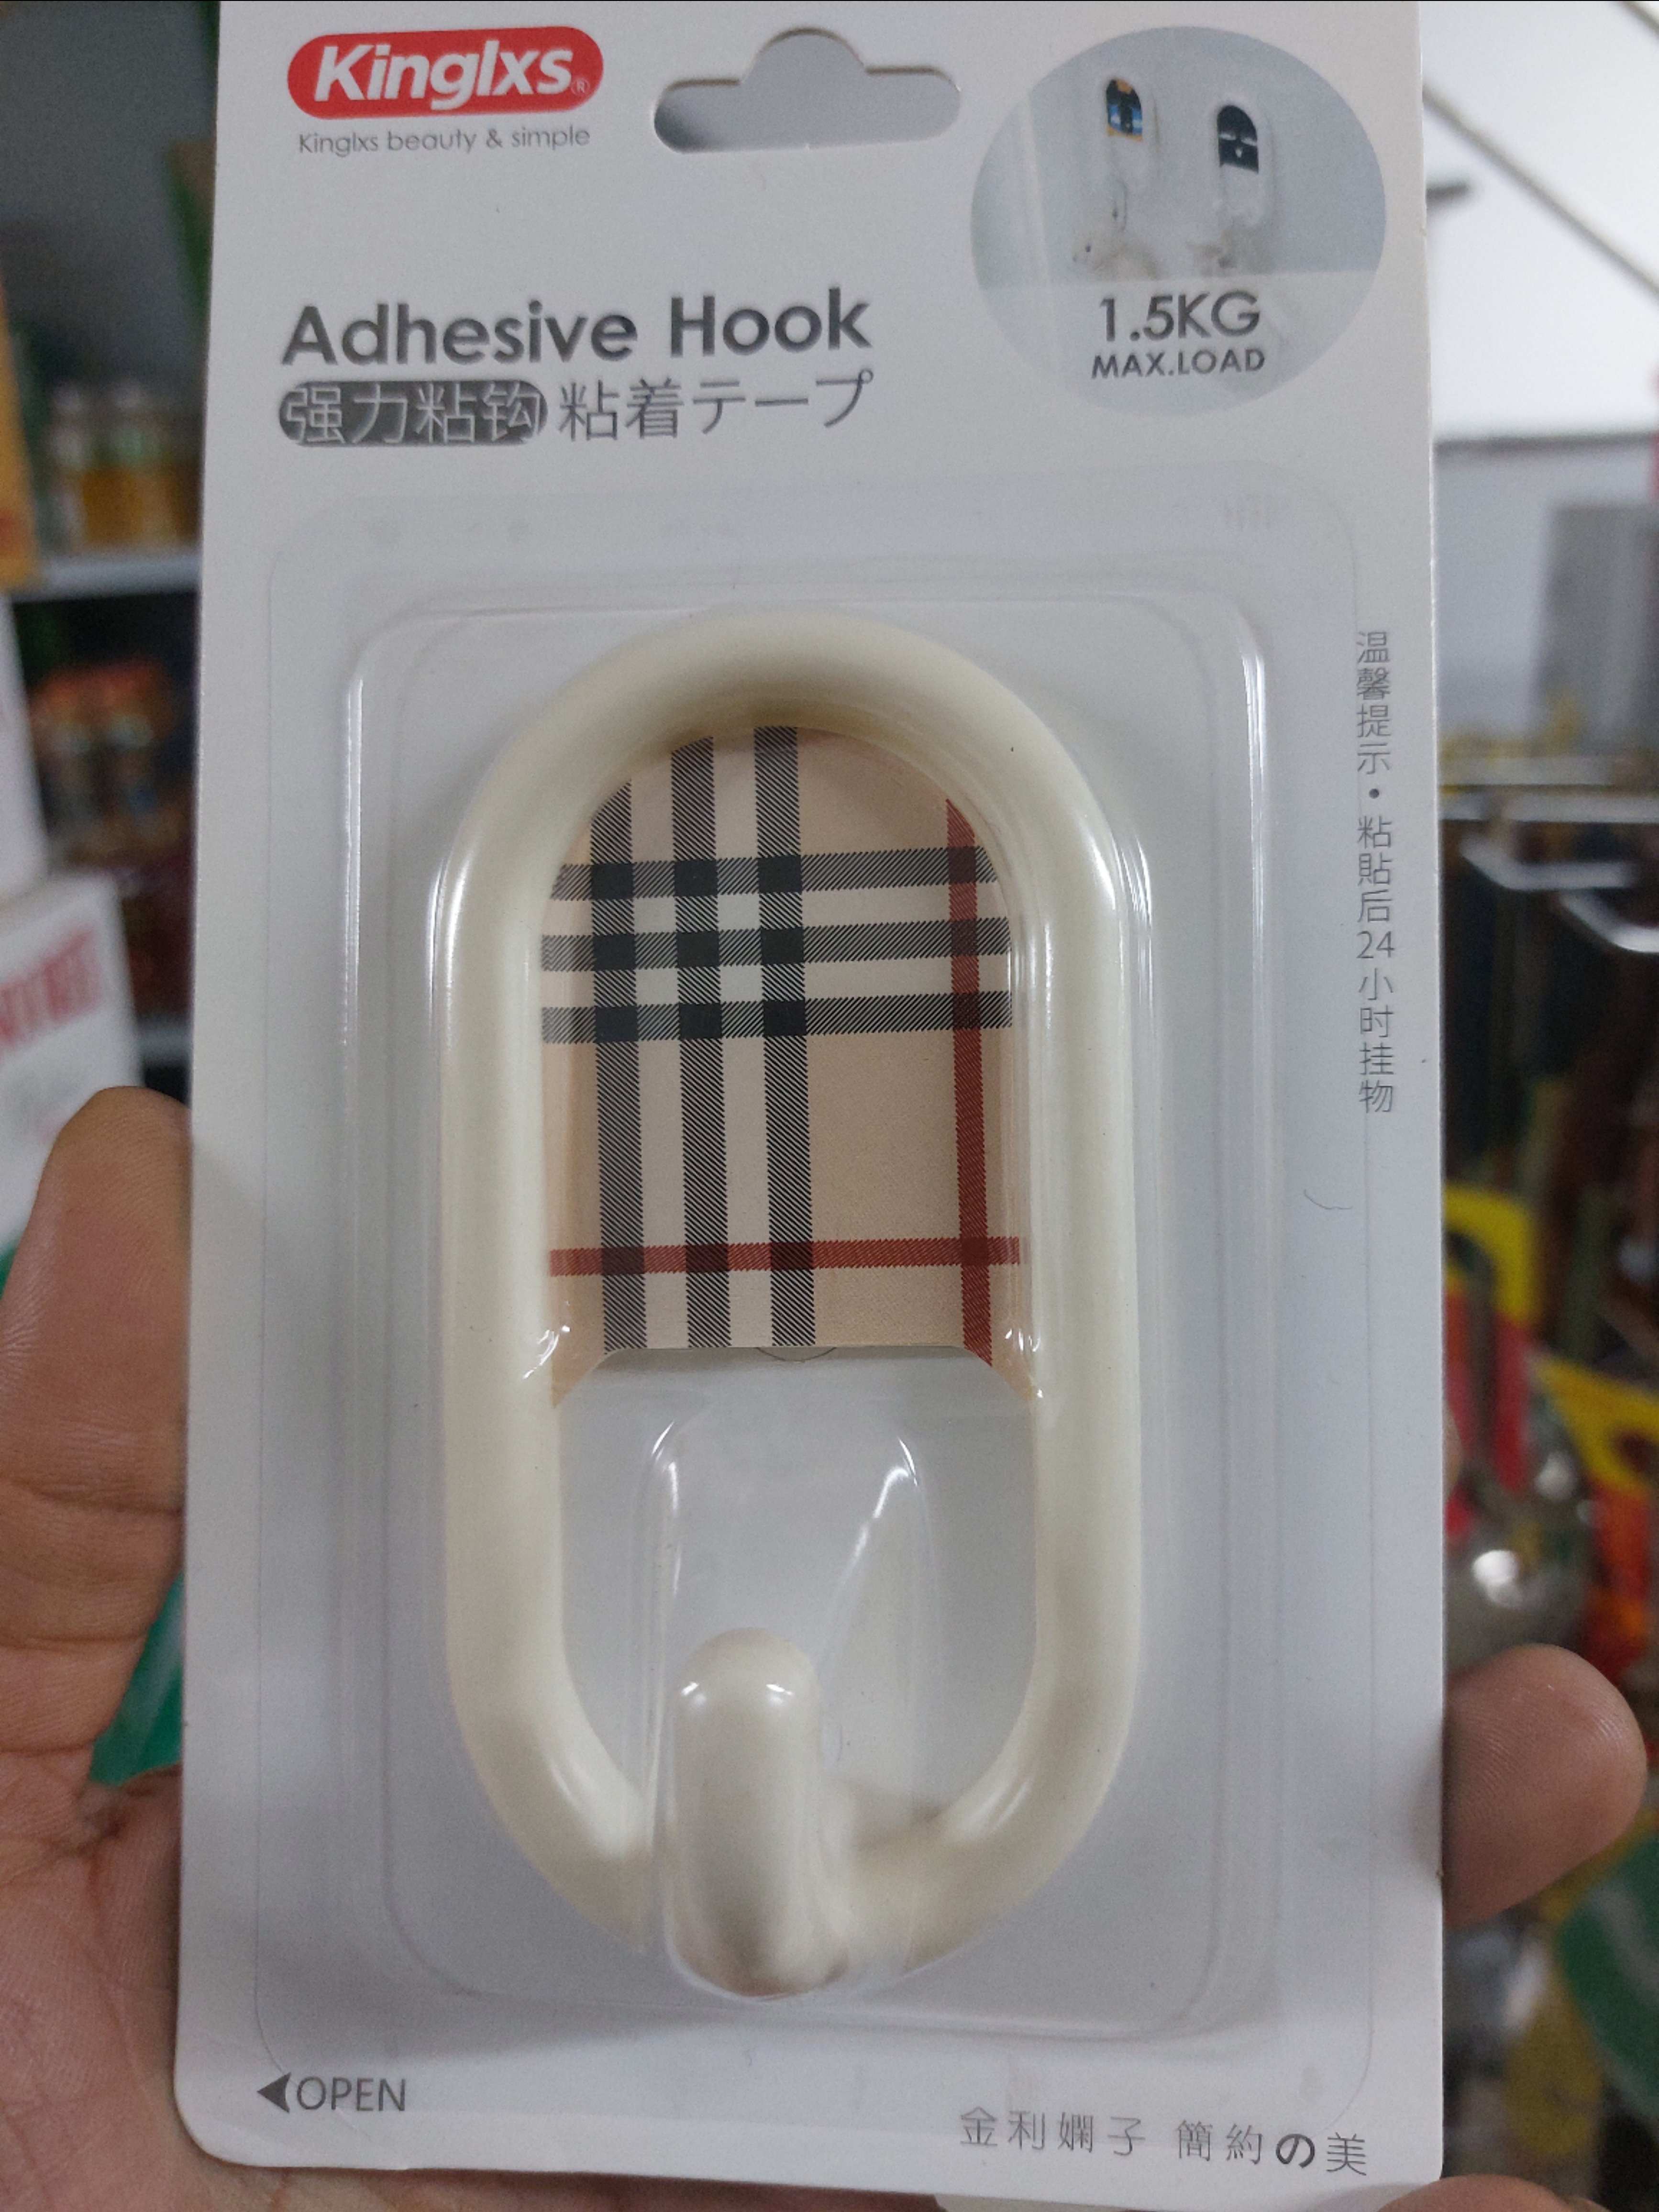 Kinglxs®
Kinglxs beauty & simple
1.5KG
MAX.LOAD
Adhesive Hook
强力粘钩 粘着テープ
温馨提示·粘貼后24小时挂物
OPEN
金利嫻子 簡約の美